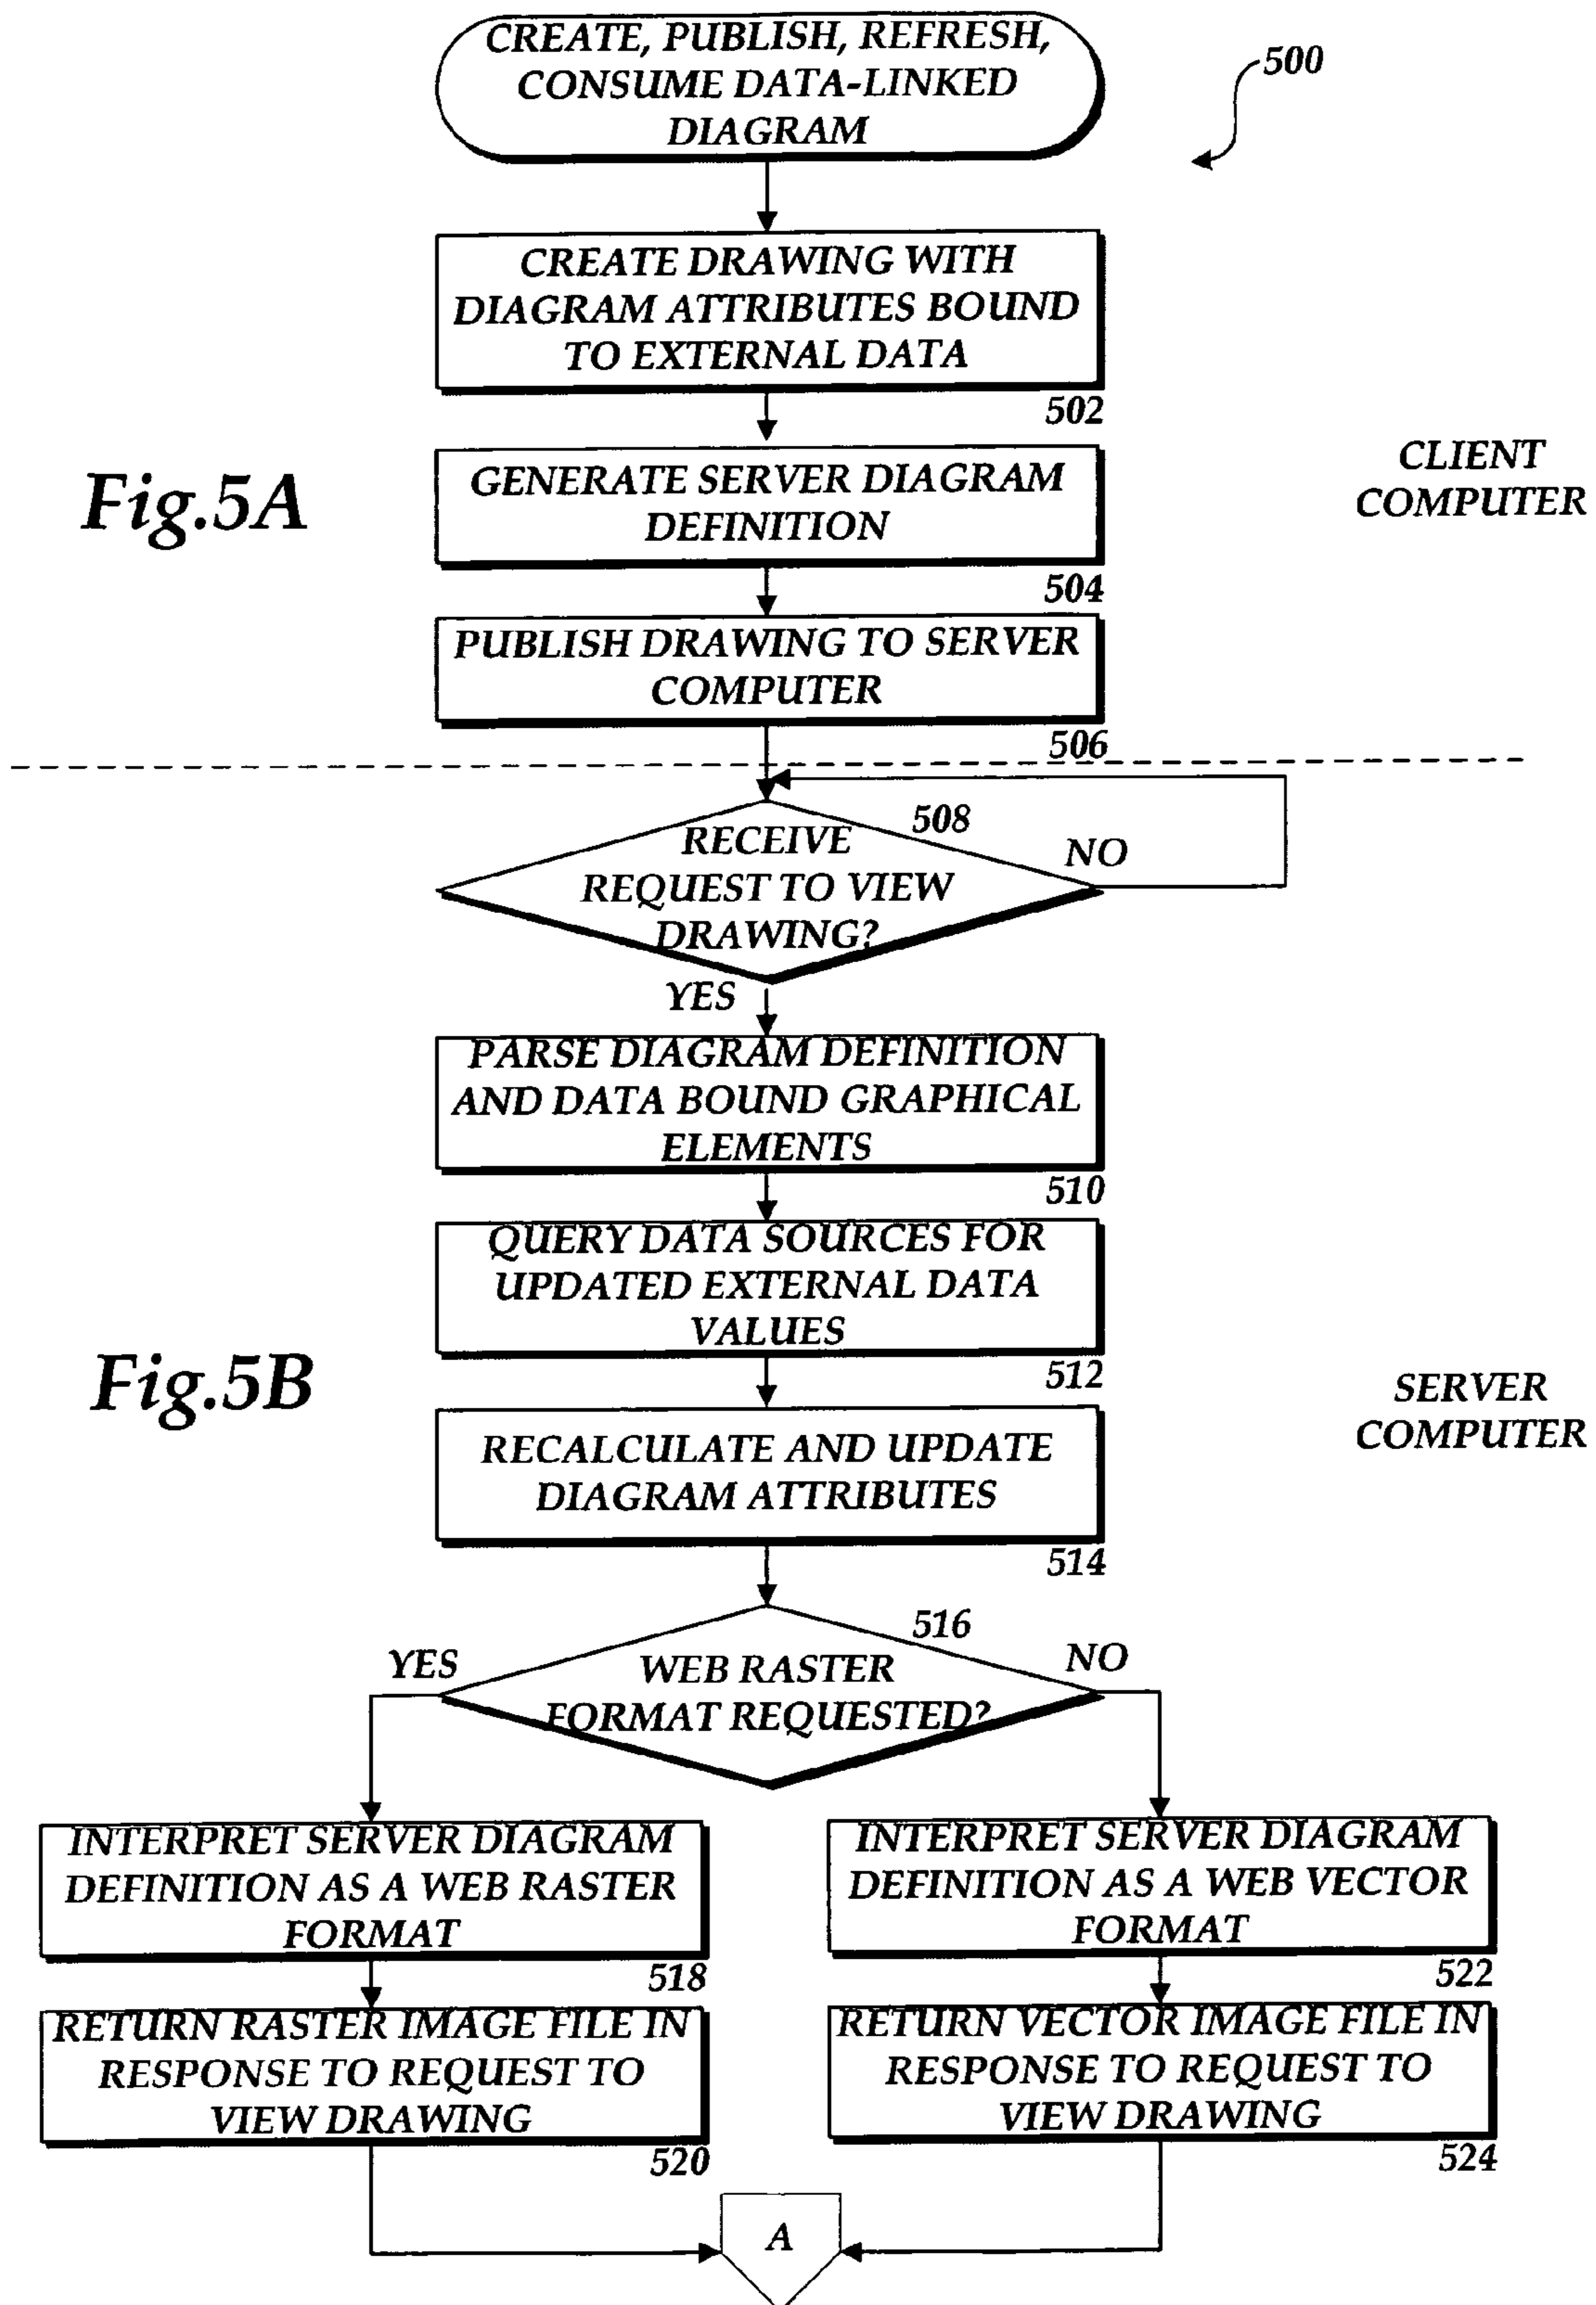 CREATE, PUBLISH, REFRESH,
CONSUME DATA-LINKED
DIAGRAM
500
CREATE DRAWING WITH
DIAGRAM ATTRIBUTES BOUND
TO EXTERNAL DATA
502
Fig.5A
GENERATE SERVER DIAGRAM
DEFINITION
504
CLIENT
COMPUTER
PUBLISH DRAWING TO SERVER
COMPUTER
506
508
RECEIVE
REQUEST TO VIEW
DRAWING?
NO
YES
PARSE DIAGRAM DEFINITION
AND DATA BOUND GRAPHICAL
ELEMENTS
510
QUERY DATA SOURCES FOR
UPDATED EXTERNAL DATA
VALUES
512
Fig.5B
SERVER
COMPUTER
RECALCULATE AND UPDATE
DIAGRAM ATTRIBUTES
514
516
YES
WEB RASTER
FORMAT REQUESTED?
NO
INTERPRET SERVER DIAGRAM
DEFINITION AS A WEB RASTER
FORMAT
518
INTERPRET SERVER DIAGRAM
DEFINITION AS A WEB VECTOR
FORMAT
522
RETURN RASTER IMAGE FILE IN
RESPONSE TO REQUEST TO
VIEW DRAWING
520
RETURN VECTOR IMAGE FILE IN
RESPONSE TO REQUEST TO
VIEW DRAWING
524
A